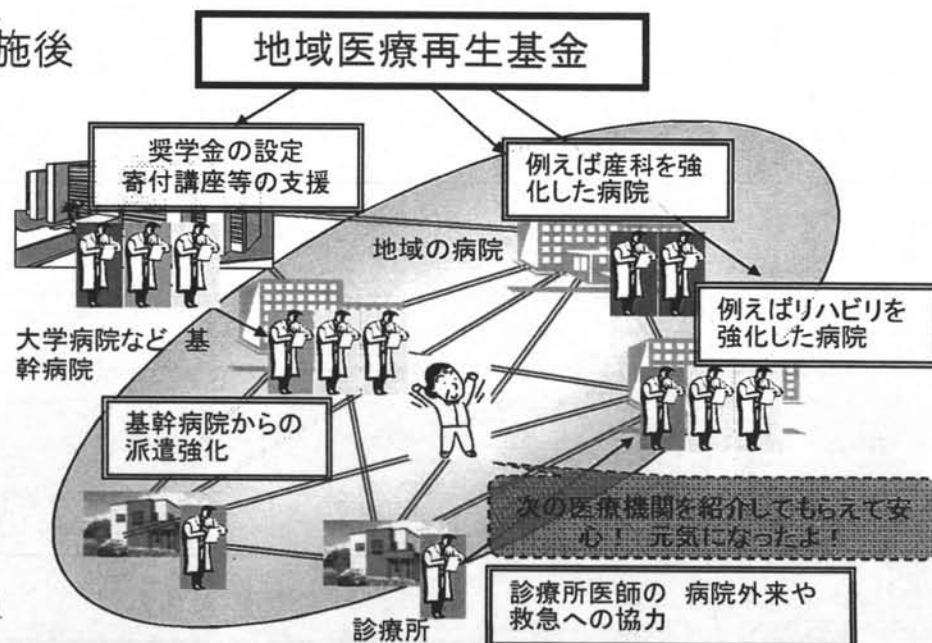 施後
地域医療再生基金
奨学金の設定
寄付講座等の支援
例えば産科を強
化した病院
地域の病院
例えばリハビリを
強化した病院
大学病院など 基
幹病院
基幹病院からの
派遣強化
次の医療機関を紹介してもらえて安
心！ 元気になったよ！
診療所医師の 病院外来や
救急への協力
診療所